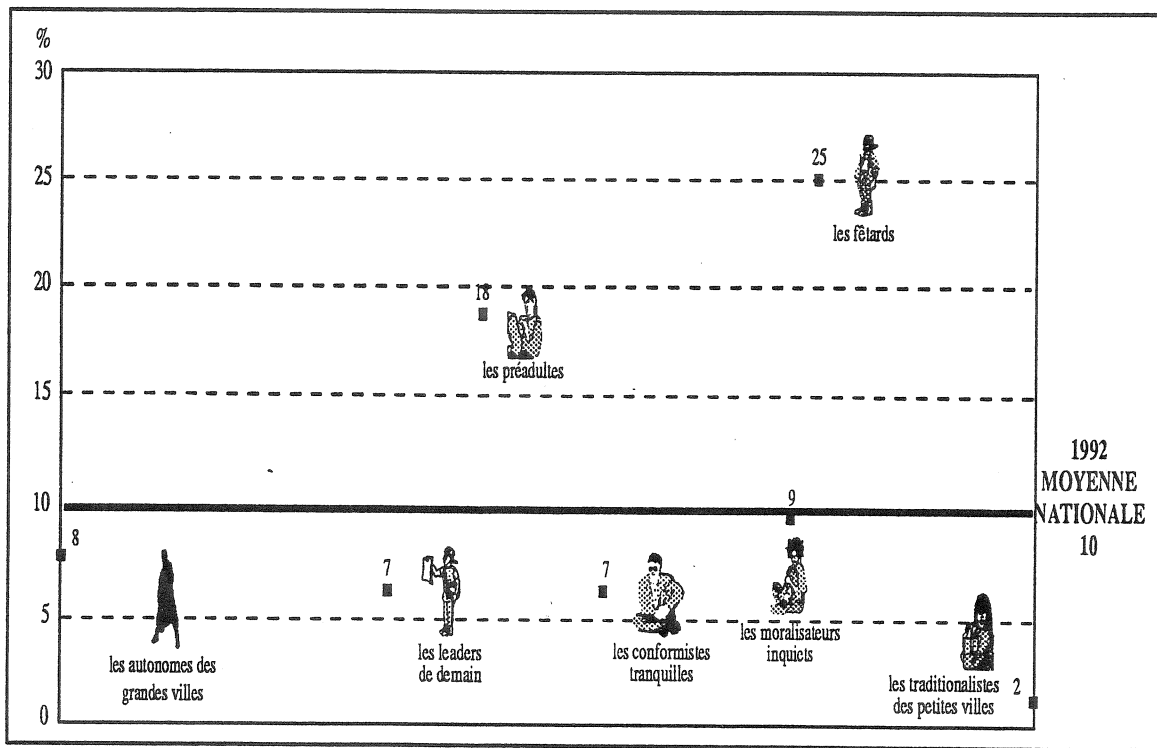 %
30
25
25
les fêtards
20
18
les préadultes
15
1992
MOYENNE
NATIONALE
10
10
9
8
7
7
5
les autonomes des
grandes villes
les leaders
de demain
les conformistes
tranquilles
les moralisateurs
inquiets
les traditionalistes
des petites villes
2
0